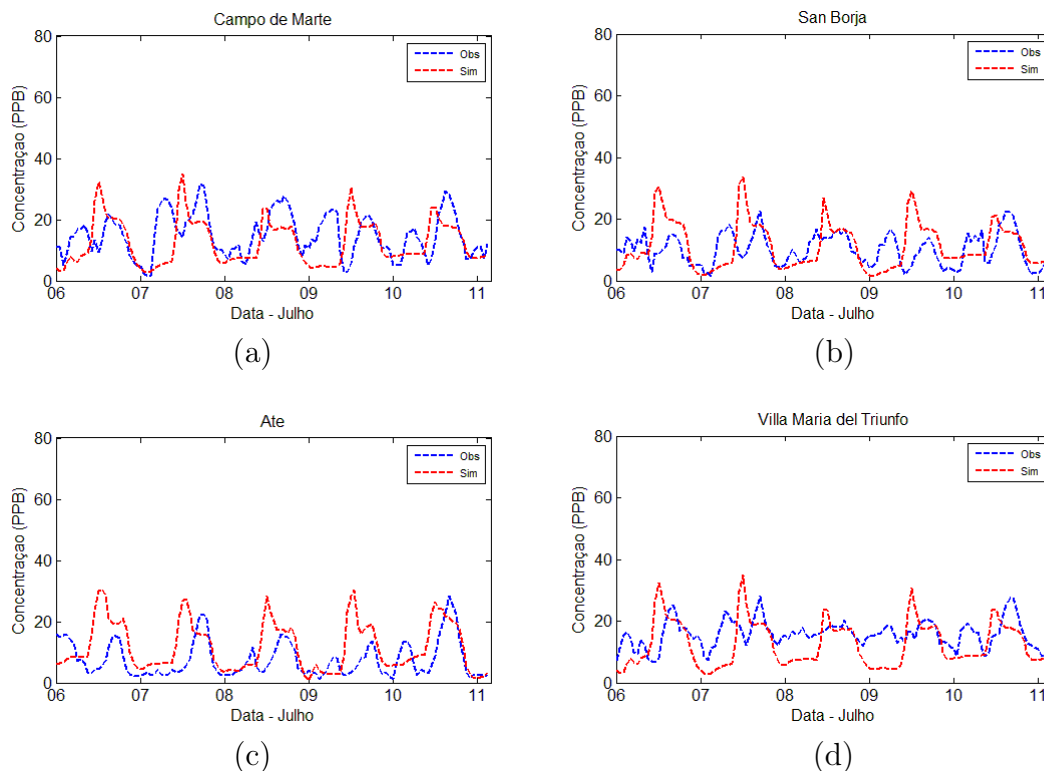 Campo de Marte
80
60
40
20
0
Concentraçao (PPB)
Obs
Sim
06 07 08 09 10 11
Data - Julho
(a)
San Borja
80
60
40
20
0
Concentraçao (PPB)
Obs
Sim
06 07 08 09 10 11
Data - Julho
(b)
Ate
80
60
40
20
0
Concentraçao (PPB)
Obs
Sim
06 07 08 09 10 11
Data - Julho
(c)
Villa Maria del Triunfo
80
60
40
20
0
Concentraçao (PPB)
Obs
Sim
06 07 08 09 10 11
Data - Julho
(d)